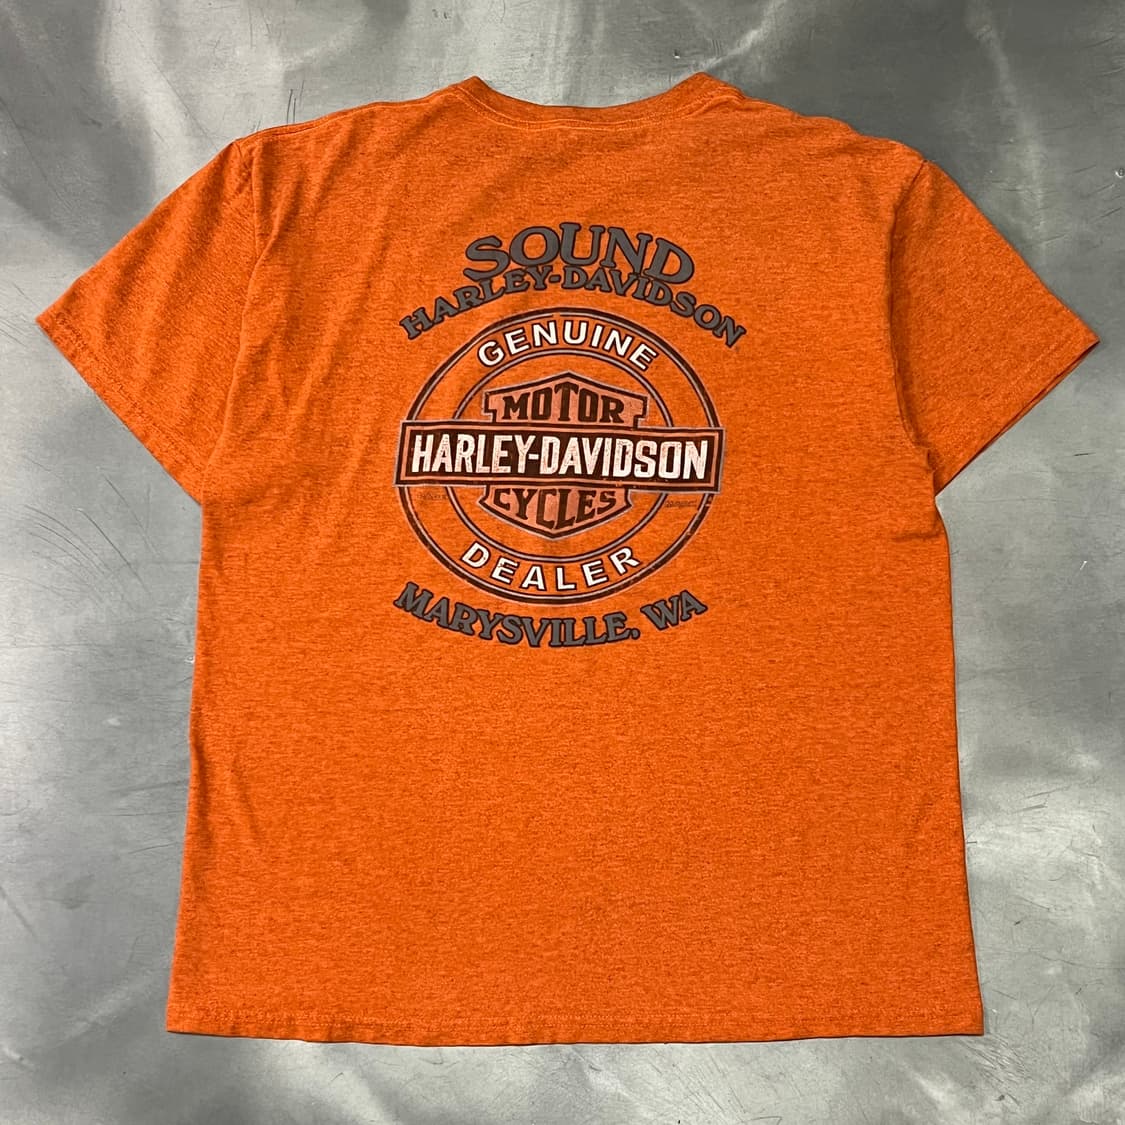 SOUND
HARLEY-DAVIDSON
GENUINE
MOTOR
HARLEY-DAVIDSON
CYCLES
DEALER
MARYSVILLE, WA